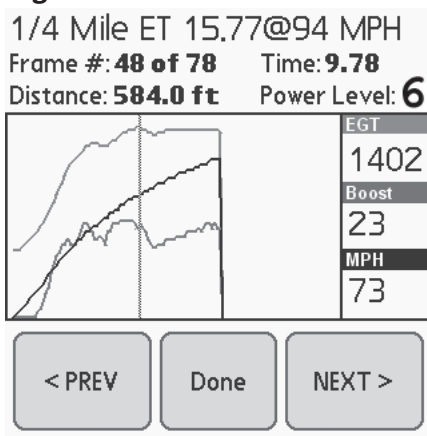 1/4 Mile ET 15.77@94 MPH
Frame #: 48 of 78 Time: 9.78
Distance: 584.0 ft Power Level: 6
EGT
1402
Boost
23
MPH
73
< PREV Done NEXT >